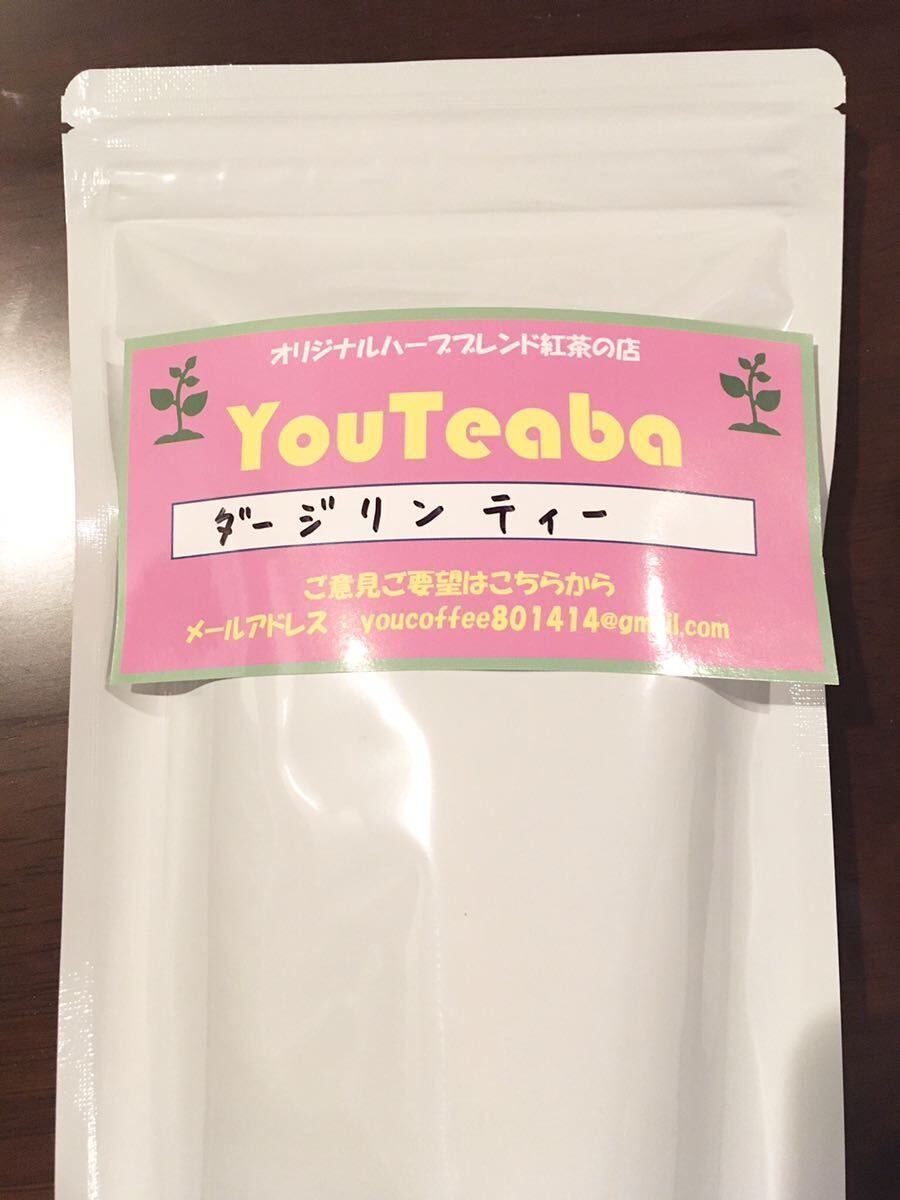 オリジナルハーブブレンド紅茶の店
YouTeaba
ダージリン ティー
ご意見ご要望はこちらから
メールアドレス : youcoffee801414@gmail.com